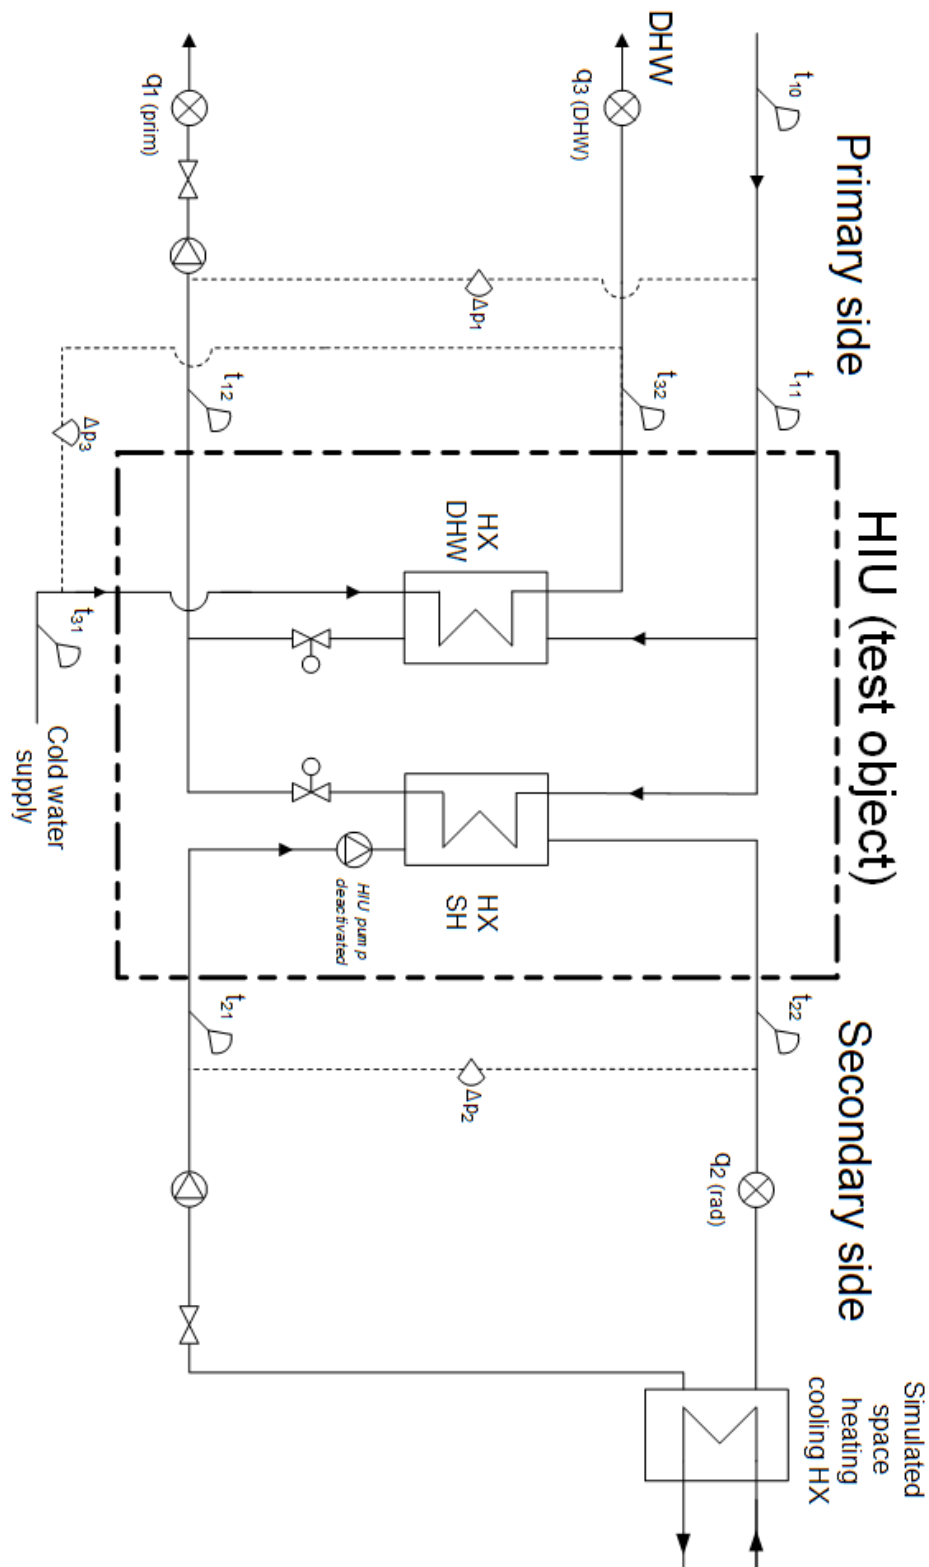 Primary side
HIU (test object)
Secondary side
t₁₀
t₁₁
t₂₂
DHW
q₃ (DHW)
t₃₂
q₂ (rad)
Simulated
space
heating
cooling HX
Δp₁
HX
DHW
HX
SH
Δp₂
HIU pump
deactivated
q₁ (prim)
t₁₂
t₂₁
Δp₃
t₃₁
Cold water
supply